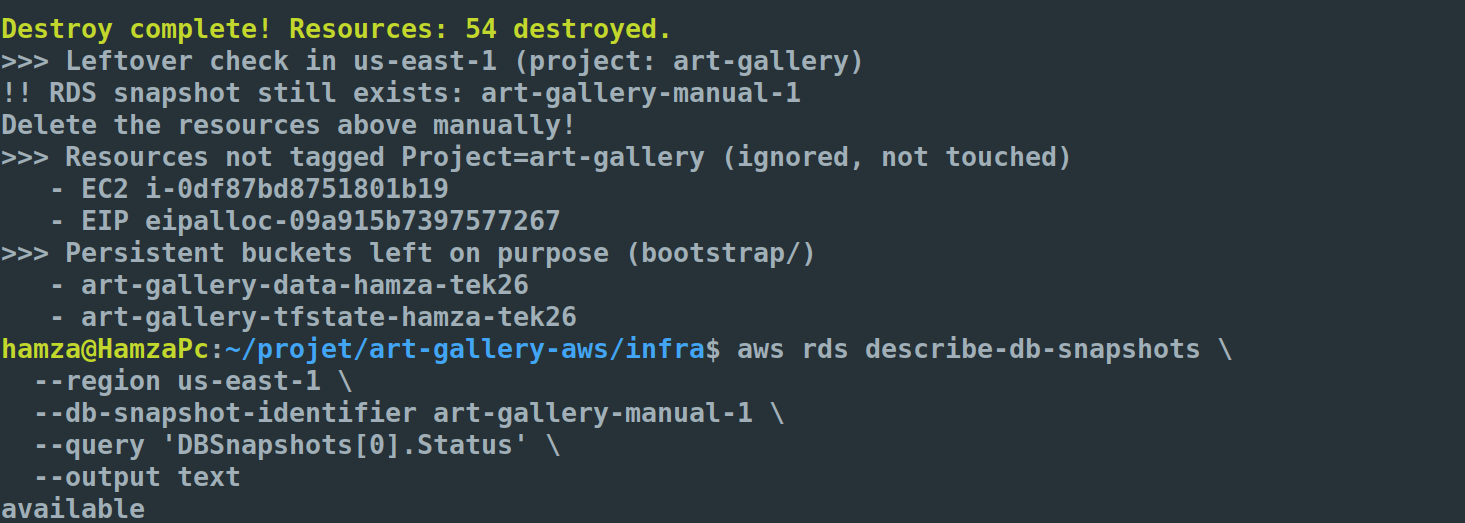 Destroy complete! Resources: 54 destroyed.
>>> Leftover check in us-east-1 (project: art-gallery)
!! RDS snapshot still exists: art-gallery-manual-1
Delete the resources above manually!
>>> Resources not tagged Project=art-gallery (ignored, not touched)
   - EC2 i-0df87bd8751801b19
   - EIP eipalloc-09a915b7397577267
>>> Persistent buckets left on purpose (bootstrap/)
   - art-gallery-data-hamza-tek26
   - art-gallery-tfstate-hamza-tek26
hamza@HamzaPc:~/projet/art-gallery-aws/infra$ aws rds describe-db-snapshots \
  --region us-east-1 \
  --db-snapshot-identifier art-gallery-manual-1 \
  --query 'DBSnapshots[0].Status' \
  --output text
available